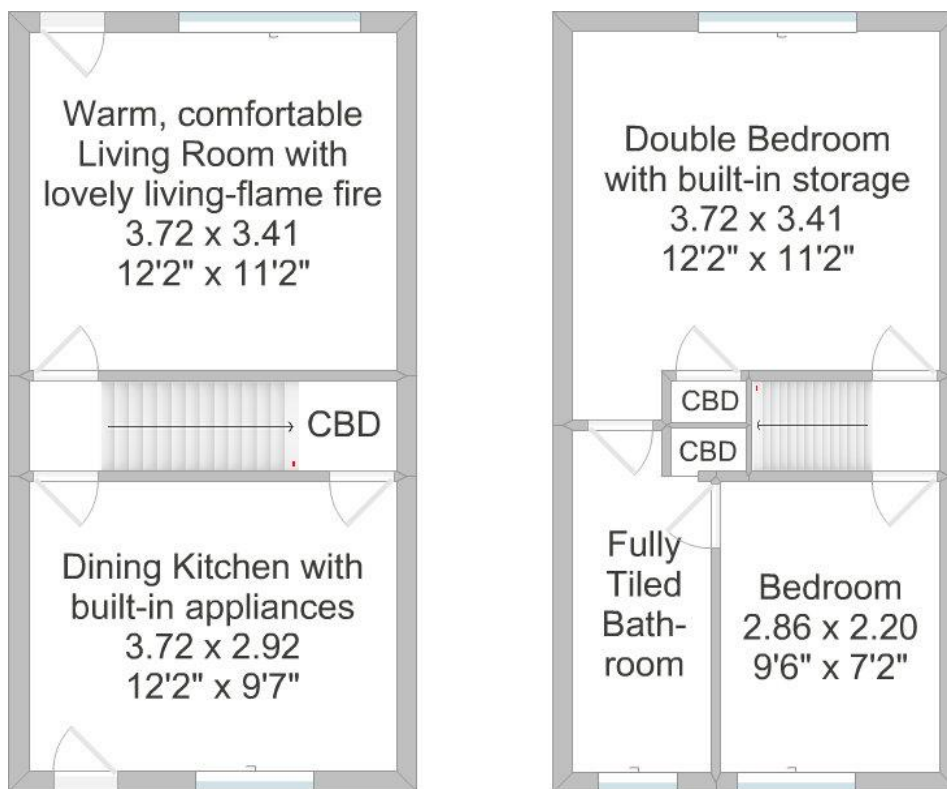 Warm, comfortable
Living Room with
lovely living-flame fire
3.72 x 3.41
12'2" x 11'2"
CBD
Dining Kitchen with
built-in appliances
3.72 x 2.92
12'2" x 9'7"
Double Bedroom
with built-in storage
3.72 x 3.41
12'2" x 11'2"
CBD
CBD
Fully
Tiled
Bath-
room
Bedroom
2.86 x 2.20
9'6" x 7'2"